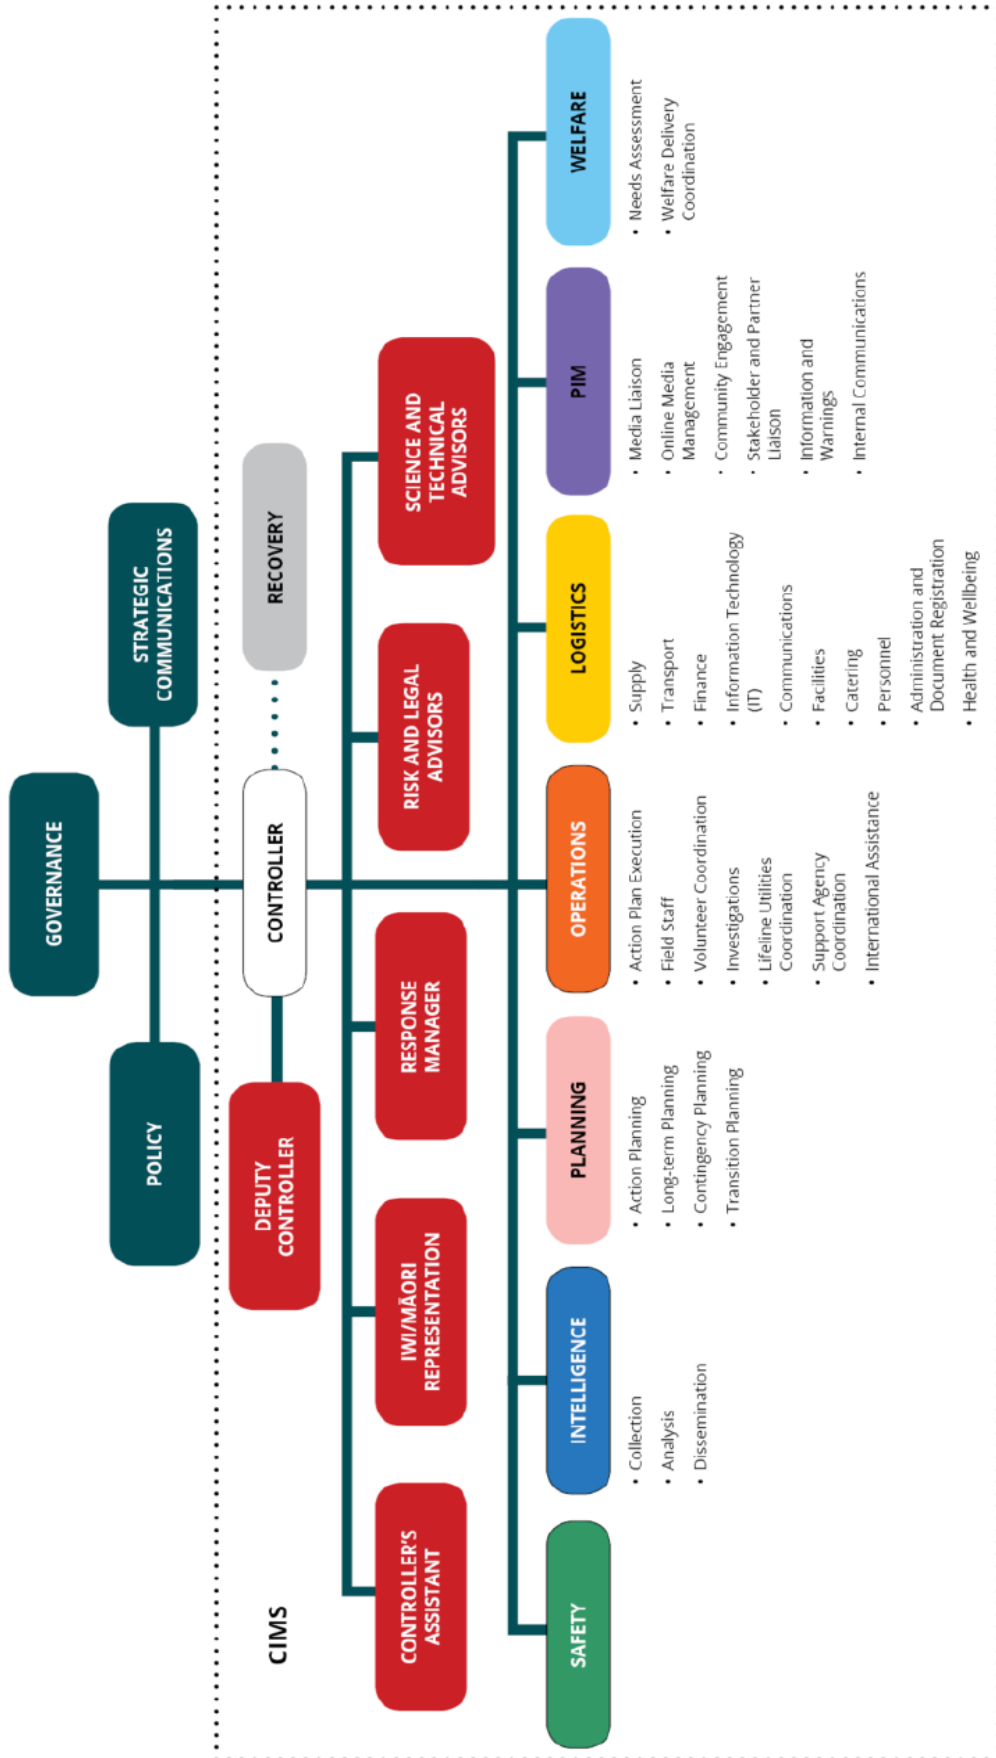 GOVERNANCE
POLICY
STRATEGIC
COMMUNICATIONS
CIMS
DEPUTY
CONTROLLER
CONTROLLER
RECOVERY
CONTROLLER'S
ASSISTANT
IWI/MĀORI
REPRESENTATION
RESPONSE
MANAGER
RISK AND LEGAL
ADVISORS
SCIENCE AND
TECHNICAL
ADVISORS
SAFETY
INTELLIGENCE
• Collection
• Analysis
• Dissemination
PLANNING
• Action Planning
• Long-term Planning
• Contingency Planning
• Transition Planning
OPERATIONS
• Action Plan Execution
• Field Staff
• Volunteer Coordination
• Investigations
• Lifeline Utilities
Coordination
• Support Agency
Coordination
• International Assistance
LOGISTICS
• Supply
• Transport
• Finance
• Information Technology
(IT)
• Communications
• Facilities
• Catering
• Personnel
• Administration and
Document Registration
• Health and Wellbeing
PIM
• Media Liaison
• Online Media
Management
• Community Engagement
• Stakeholder and Partner
Liaison
• Information and
Warnings
• Internal Communications
WELFARE
• Needs Assessment
• Welfare Delivery
Coordination